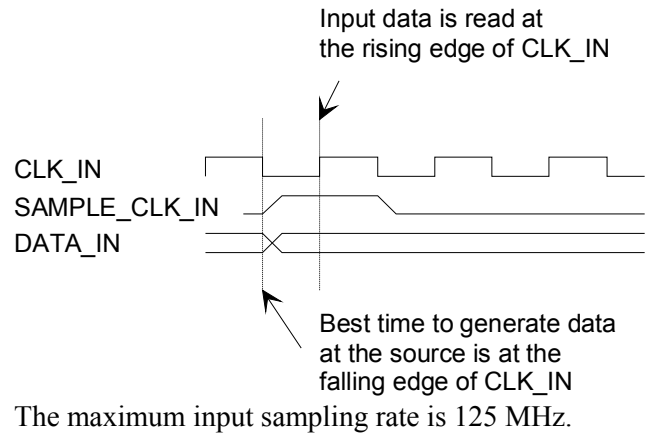 Input data is read at
the rising edge of CLK_IN
CLK_IN
SAMPLE_CLK_IN
DATA_IN
Best time to generate data
at the source is at the
falling edge of CLK_IN
The maximum input sampling rate is 125 MHz.